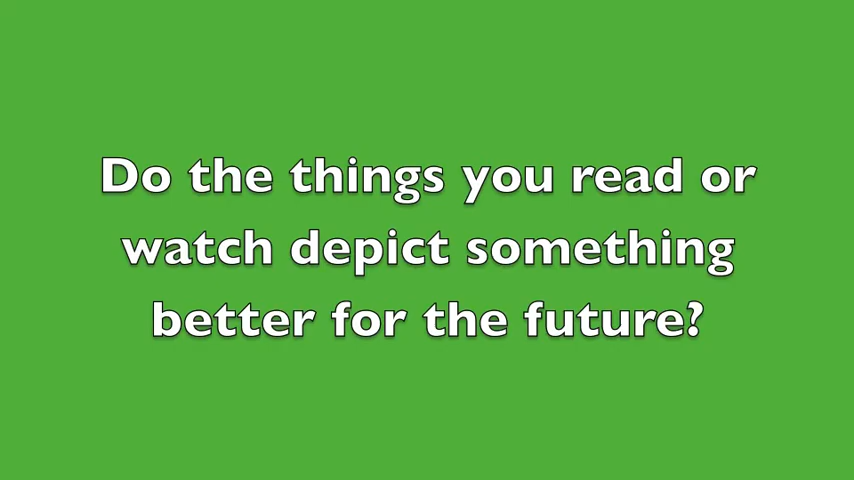 Do the things you read or
watch depict something
better for the future?